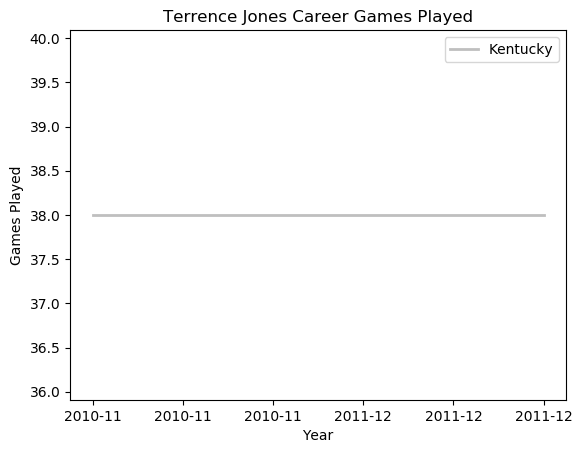 Terrence Jones Career Games Played
Kentucky
40.0
39.5
39.0
38.5
38.0
37.5
37.0
36.5
36.0
Games Played
2010-11 2010-11 2010-11 2011-12 2011-12 2011-12
Year